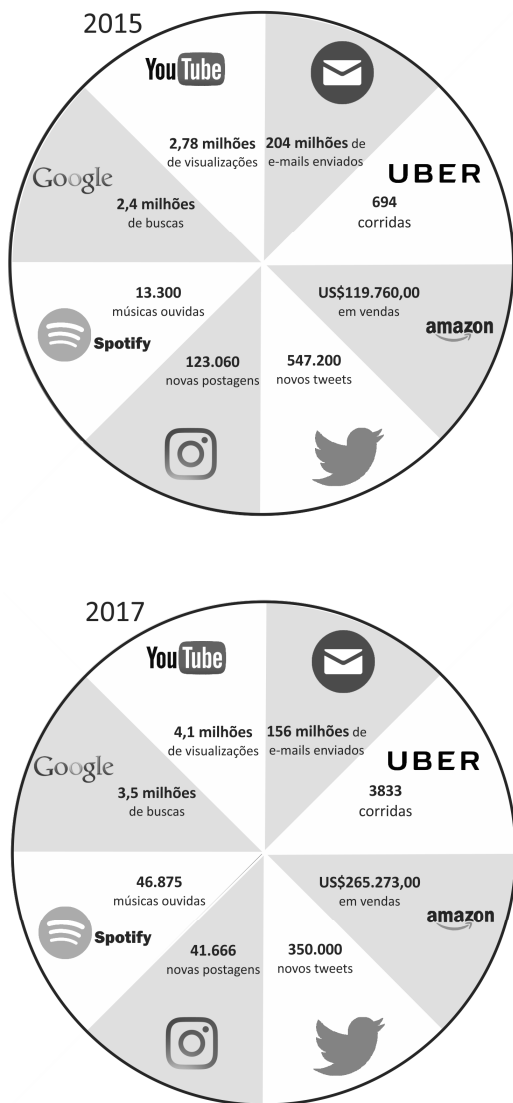 2015
YouTube
2,78 milhões
de visualizações
204 milhões de
e-mails enviados
UBER
694
corridas
Google
2,4 milhões
de buscas
13.300
músicas ouvidas
Spotify
US$119.760,00
em vendas
amazon
123.060
novas postagens
547.200
novos tweets
2017
YouTube
4,1 milhões
de visualizações
156 milhões de
e-mails enviados
UBER
3833
corridas
Google
3,5 milhões
de buscas
46.875
músicas ouvidas
Spotify
US$265.273,00
em vendas
amazon
41.666
novas postagens
350.000
novos tweets